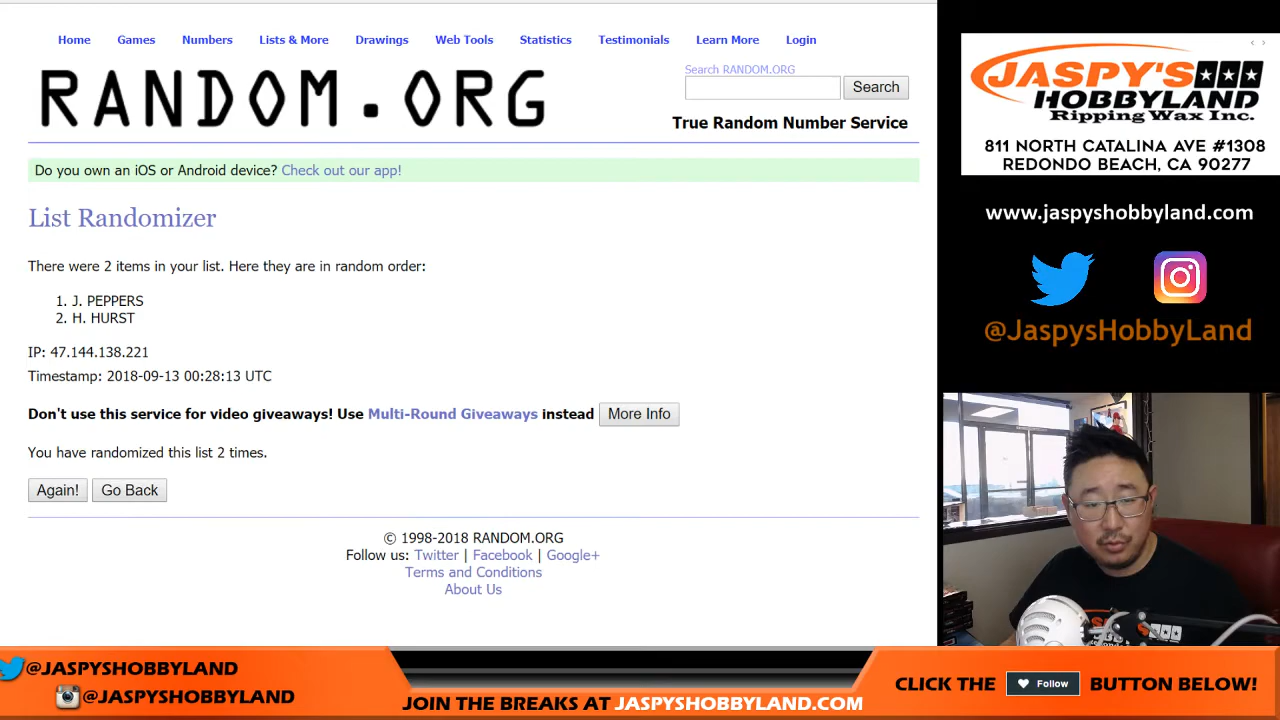 Home Games Numbers Lists & More Drawings Web Tools Statistics Testimonials Learn More Login
RANDOM.ORG
Search RANDOM.ORG
Search
True Random Number Service
Do you own an iOS or Android device? Check out our app!
List Randomizer
There were 2 items in your list. Here they are in random order:
1. J. PEPPERS
2. H. HURST
IP: 47.144.138.221
Timestamp: 2018-09-13 00:28:13 UTC
Don't use this service for video giveaways! Use Multi-Round Giveaways instead More Info
You have randomized this list 2 times.
Again! Go Back
© 1998-2018 RANDOM.ORG
Follow us: Twitter | Facebook | Google+
Terms and Conditions
About Us
JASPY'S
HOBBYLAND
Ripping Wax Inc.
811 NORTH CATALINA AVE #1308
REDONDO BEACH, CA 90277
www.jaspyshobbyland.com
@JaspysHobbyLand
@JASPYSHOBBYLAND
@JASPYSHOBBYLAND
JOIN THE BREAKS AT JASPYSHOBBYLAND.COM
CLICK THE Follow BUTTON BELOW!